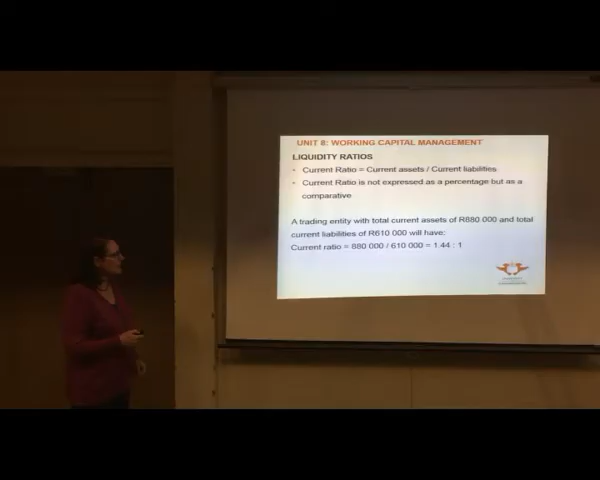 UNIT 8: WORKING CAPITAL MANAGEMENT
LIQUIDITY RATIOS
• Current Ratio = Current assets / Current liabilities
• Current Ratio is not expressed as a percentage but as a
comparative
A trading entity with total current assets of R880 000 and total
current liabilities of R610 000 will have:
Current ratio = 880 000 / 610 000 = 1.44 : 1